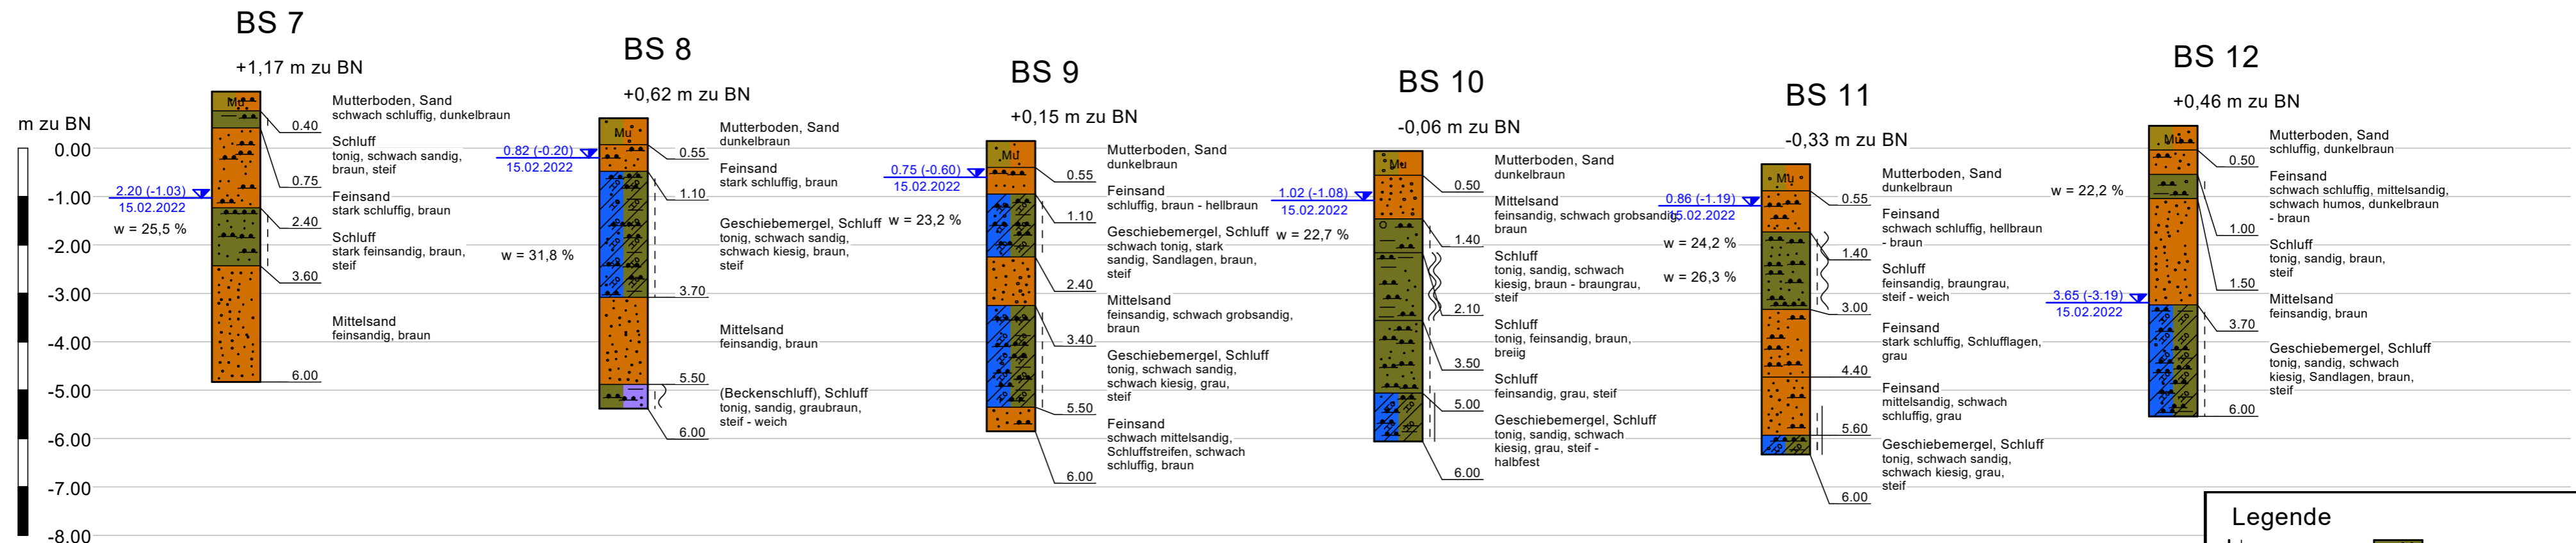 BS 7
+1,17 m zu BN
m zu BN
0.00
-1.00
-2.00
-3.00
-4.00
-5.00
-6.00
-7.00
-8.00
2.20 (-1.03)
15.02.2022
w = 25,5 %
Mu
0.40
0.75
2.40
3.60
6.00
Mutterboden, Sand
schwach schluffig, dunkelbraun
Schluff
tonig, schwach sandig,
braun, steif
Feinsand
stark schluffig, braun
Schluff
stark feinsandig, braun,
steif
Mittelsand
feinsandig, braun
BS 8
+0,62 m zu BN
0.82 (-0.20)
15.02.2022
w = 31,8 %
Mu
0.55
1.10
3.70
5.50
6.00
Mutterboden, Sand
dunkelbraun
Feinsand
stark schluffig, braun
Geschiebemergel, Schluff
tonig, schwach sandig,
schwach kiesig, braun,
steif
Mittelsand
feinsandig, braun
(Beckenschluff), Schluff
tonig, sandig, graubraun,
steif - weich
BS 9
+0,15 m zu BN
0.75 (-0.60)
15.02.2022
w = 23,2 %
Mu
0.55
1.10
2.40
3.40
5.50
6.00
Mutterboden, Sand
dunkelbraun
Feinsand
schluffig, braun - hellbraun
Geschiebemergel, Schluff
schwach tonig, stark
sandig, Sandlagen, braun,
steif
Mittelsand
feinsandig, schwach grobsandig,
braun
Geschiebemergel, Schluff
tonig, schwach sandig,
schwach kiesig, grau,
steif
Feinsand
schwach mittelsandig,
Schluffstreifen, schwach
schluffig, braun
BS 10
-0,06 m zu BN
1.02 (-1.08)
15.02.2022
w = 22,7 %
Mu
0.50
1.40
2.10
3.50
5.00
6.00
Mutterboden, Sand
dunkelbraun
Mittelsand
feinsandig, schwach grobsandig,
braun
Schluff
tonig, sandig, schwach
kiesig, braun - braungrau,
steif
Schluff
tonig, feinsandig, braun,
breiig
Schluff
feinsandig, grau, steif
Geschiebemergel, Schluff
tonig, sandig, schwach
kiesig, grau, steif -
halbfest
BS 11
-0,33 m zu BN
0.86 (-1.19)
15.02.2022
w = 24,2 %
w = 26,3 %
Mu
0.55
1.40
3.00
4.40
5.60
6.00
Mutterboden, Sand
dunkelbraun
Feinsand
schwach schluffig, hellbraun
- braun
Schluff
feinsandig, braungrau,
steif - weich
Feinsand
stark schluffig, Schlufflagen,
grau
Feinsand
mittelsandig, schwach
schluffig, grau
Geschiebemergel, Schluff
tonig, schwach sandig,
schwach kiesig, grau,
steif
BS 12
+0,46 m zu BN
w = 22,2 %
3.65 (-3.19)
15.02.2022
Mu
0.50
1.00
1.50
3.70
6.00
Mutterboden, Sand
schluffig, dunkelbraun
Feinsand
schwach schluffig, mittelsandig,
schwach humos, dunkelbraun
- braun
Schluff
tonig, sandig, braun,
steif
Mittelsand
feinsandig, braun
Geschiebemergel, Schluff
tonig, sandig, schwach
kiesig, Sandlagen, braun,
steif
Legende